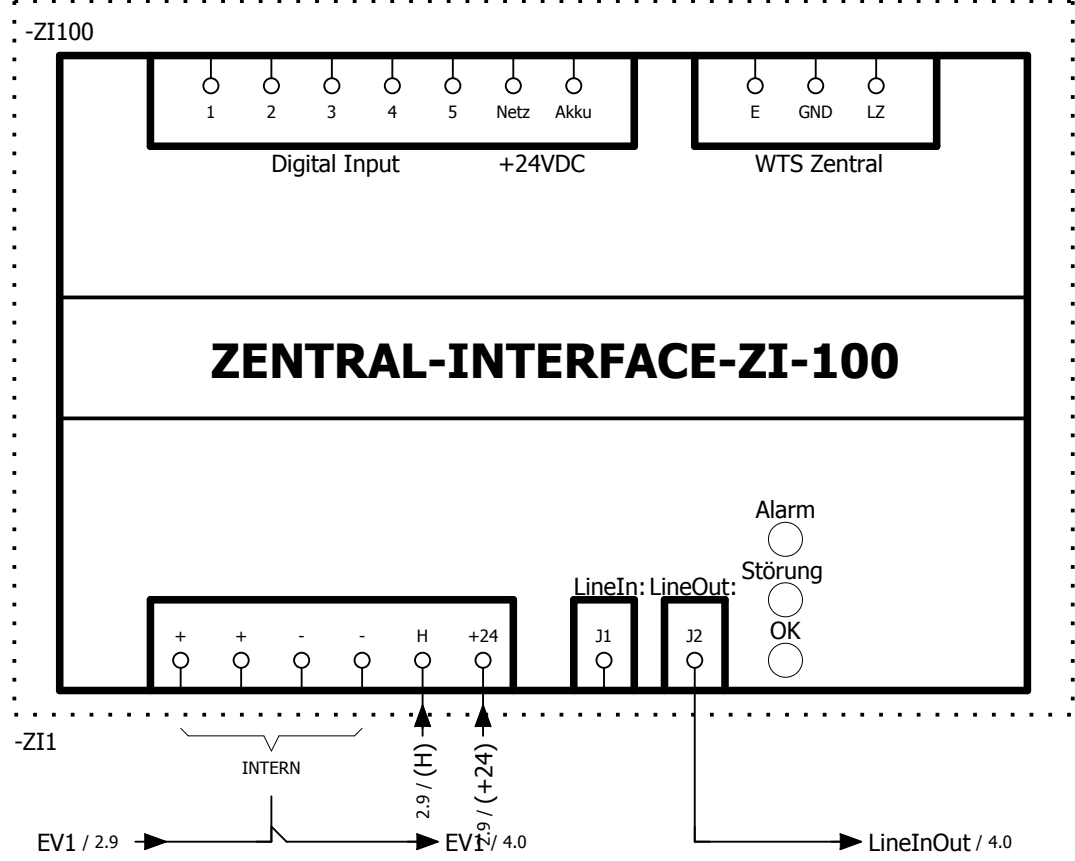 -ZI100
1 2 3 4 5 Netz Akku E GND LZ
Digital Input +24VDC WTS Zentral
ZENTRAL-INTERFACE-ZI-100
Alarm
Störung
LineIn: LineOut:
OK
+ + - - H +24 J1 J2
-ZI1
INTERN
2.9 / (H)
2.9 / (+24)
EV1 / 2.9 EV1 / 4.0 LineInOut / 4.0